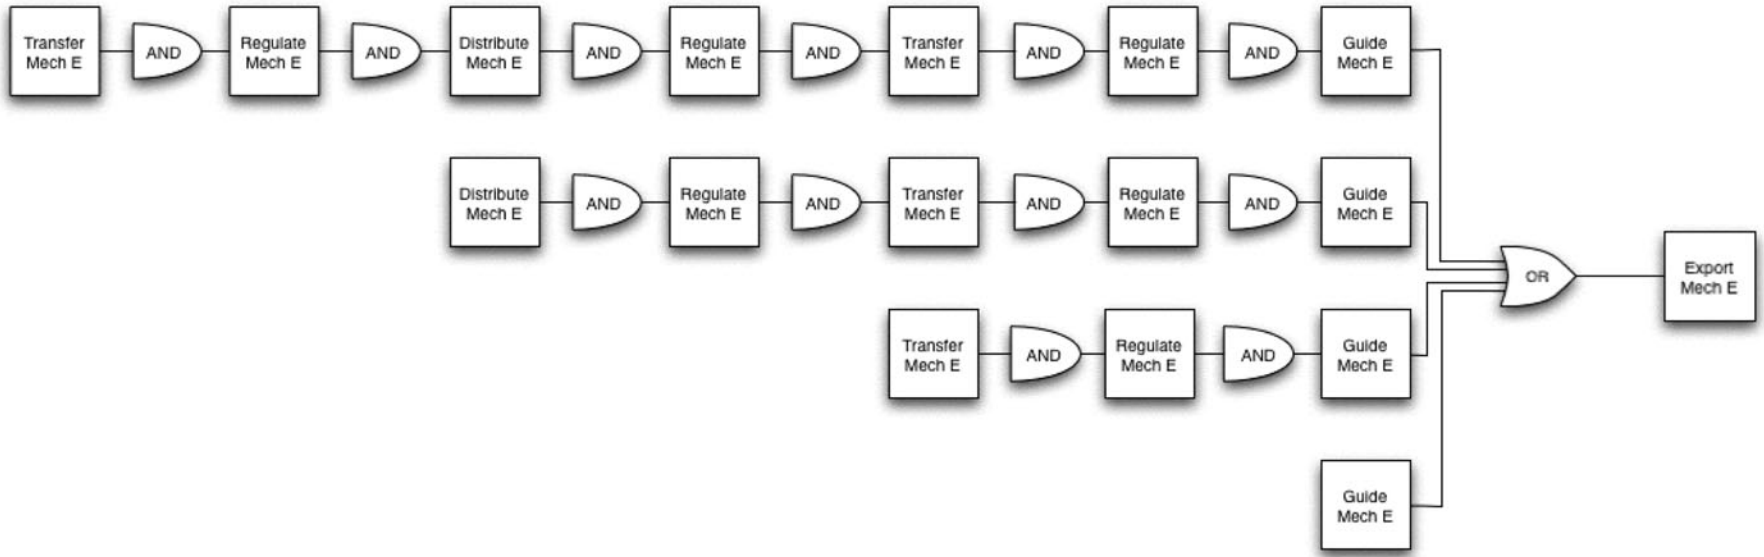 Transfer
Mech E
AND
Regulate
Mech E
AND
Distribute
Mech E
AND
Regulate
Mech E
AND
Transfer
Mech E
AND
Regulate
Mech E
AND
Guide
Mech E
Distribute
Mech E
AND
Regulate
Mech E
AND
Transfer
Mech E
AND
Regulate
Mech E
AND
Guide
Mech E
OR
Export
Mech E
Transfer
Mech E
AND
Regulate
Mech E
AND
Guide
Mech E
Guide
Mech E